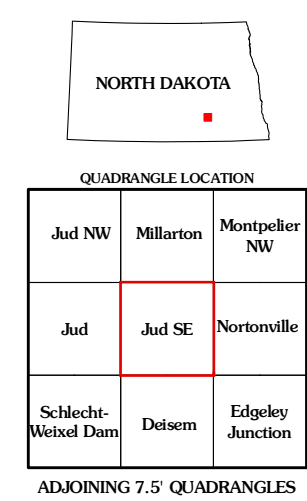 NORTH DAKOTA
QUADRANGLE LOCATION
Jud NW
Millarton
Montpelier
NW
Jud
Jud SE
Nortonville
Schlecht-
Weixel Dam
Deisem
Edgeley
Junction
ADJOINING 7.5' QUADRANGLES